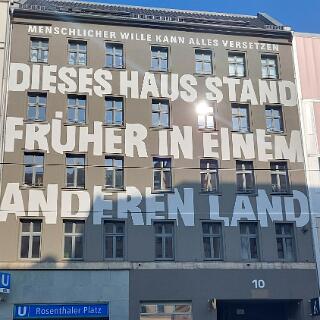 MENSCHLICHER WILLE KANN ALLES VERSETZEN
DIESES HAUS STAND
FRÜHER IN EINEM
ANDEREN LAND
10
U
U Rosenthaler Platz
U